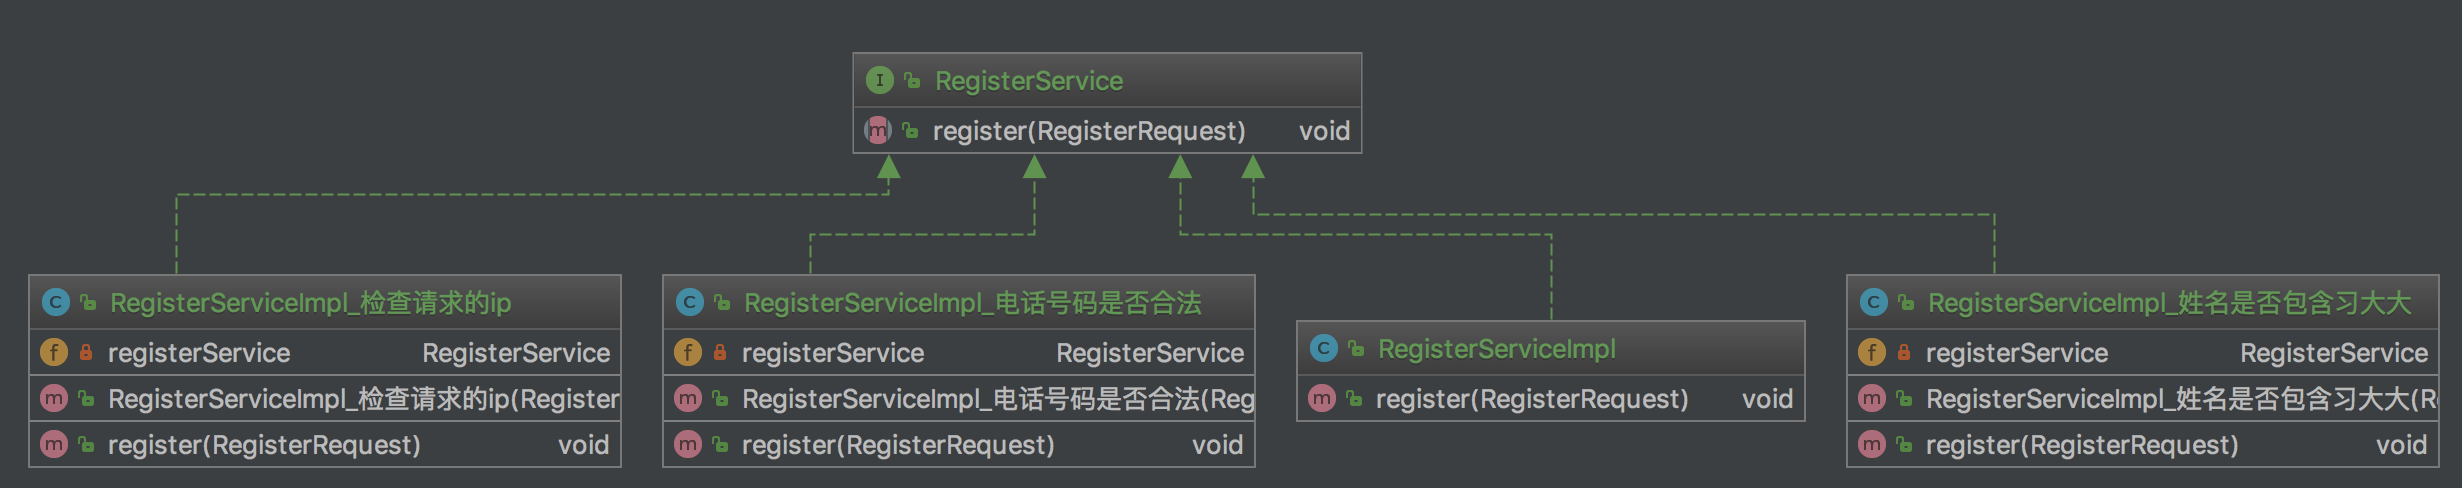 RegisterService
register(RegisterRequest) void
RegisterServiceImpl_检查请求的ip
registerService RegisterService
RegisterServiceImpl_检查请求的ip(Register
register(RegisterRequest) void
RegisterServiceImpl_电话号码是否合法
registerService RegisterService
RegisterServiceImpl_电话号码是否合法(Reg
register(RegisterRequest) void
RegisterServiceImpl
register(RegisterRequest) void
RegisterServiceImpl_姓名是否包含习大大
registerService RegisterService
RegisterServiceImpl_姓名是否包含习大大(R
register(RegisterRequest) void